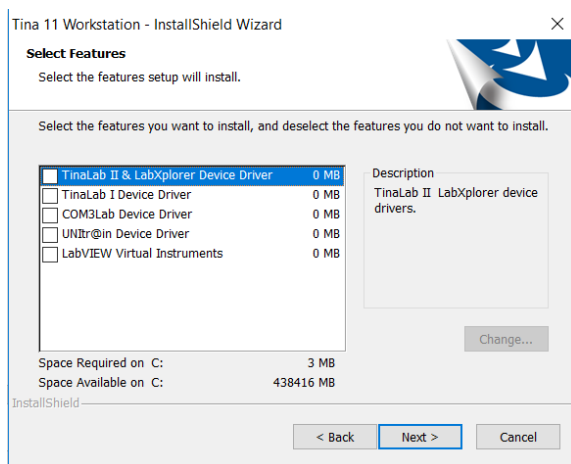 Tina 11 Workstation - InstallShield Wizard
Select Features
Select the features setup will install.
Select the features you want to install, and deselect the features you do not want to install.
TinaLab II & LabXplorer Device Driver 0 MB
TinaLab I Device Driver 0 MB
COM3Lab Device Driver 0 MB
UNItr@in Device Driver 0 MB
LabVIEW Virtual Instruments 0 MB
Description
TinaLab II LabXplorer device
drivers.
Change...
Space Required on C: 3 MB
Space Available on C: 438416 MB
InstallShield
< Back Next > Cancel